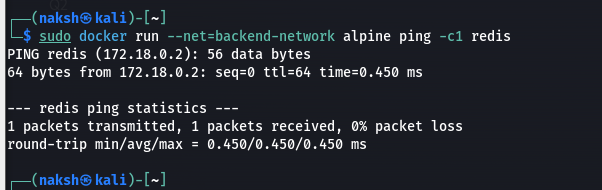 ┌──(naksh㉿kali)-[~]
└─$ sudo docker run --net=backend-network alpine ping -c1 redis
PING redis (172.18.0.2): 56 data bytes
64 bytes from 172.18.0.2: seq=0 ttl=64 time=0.450 ms

--- redis ping statistics ---
1 packets transmitted, 1 packets received, 0% packet loss
round-trip min/avg/max = 0.450/0.450/0.450 ms

┌──(naksh㉿kali)-[~]